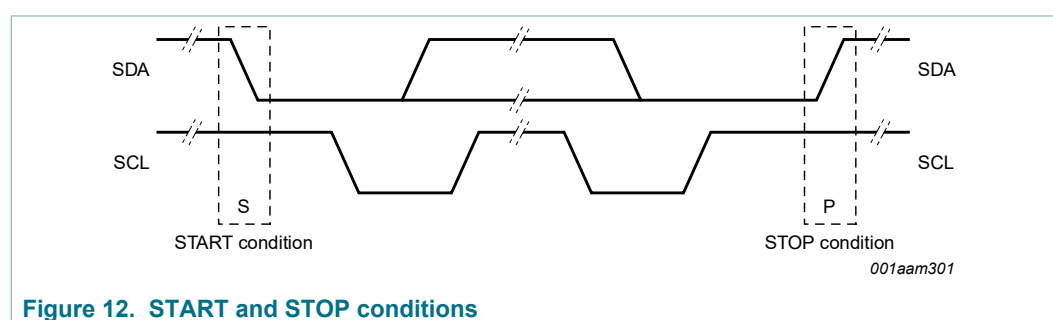 SDA SDA
SCL SCL
S P
START condition STOP condition
001aam301
Figure 12. START and STOP conditions